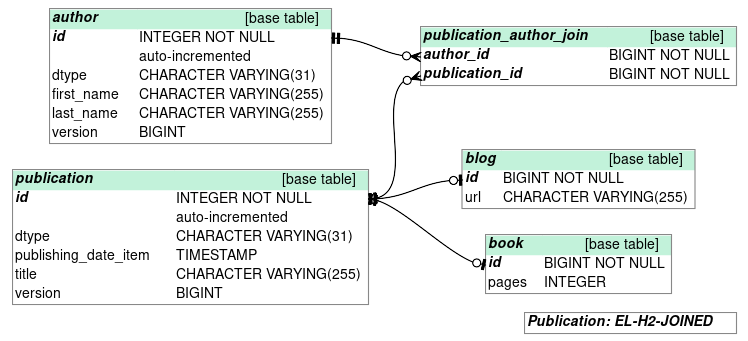 author [base table]
id INTEGER NOT NULL
auto-incremented
dtype CHARACTER VARYING(31)
first_name CHARACTER VARYING(255)
last_name CHARACTER VARYING(255)
version BIGINT
publication_author_join [base table]
author_id BIGINT NOT NULL
publication_id BIGINT NOT NULL
publication [base table]
id INTEGER NOT NULL
auto-incremented
dtype CHARACTER VARYING(31)
publishing_date_item TIMESTAMP
title CHARACTER VARYING(255)
version BIGINT
blog [base table]
id BIGINT NOT NULL
url CHARACTER VARYING(255)
book [base table]
id BIGINT NOT NULL
pages INTEGER
Publication: EL-H2-JOINED